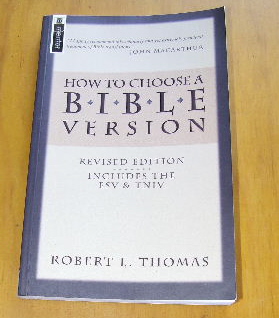 JOHN MACARTHUR
HOW TO CHOOSE A
B•I•B•L•E
VERSION
REVISED EDITION
INCLUDES THE
ESV & TNIV
ROBERT L. THOMAS